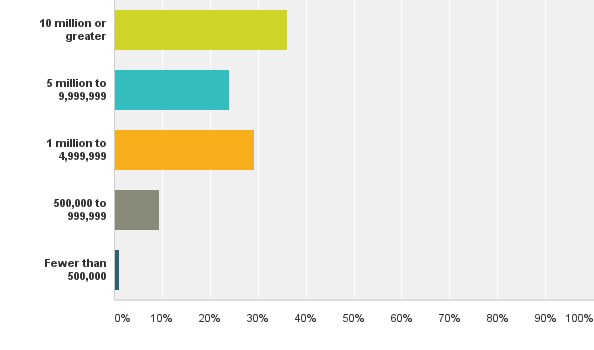 10 million or
greater
5 million to
9,999,999
1 million to
4,999,999
500,000 to
999,999
Fewer than
500,000
0% 10% 20% 30% 40% 50% 60% 70% 80% 90% 100%